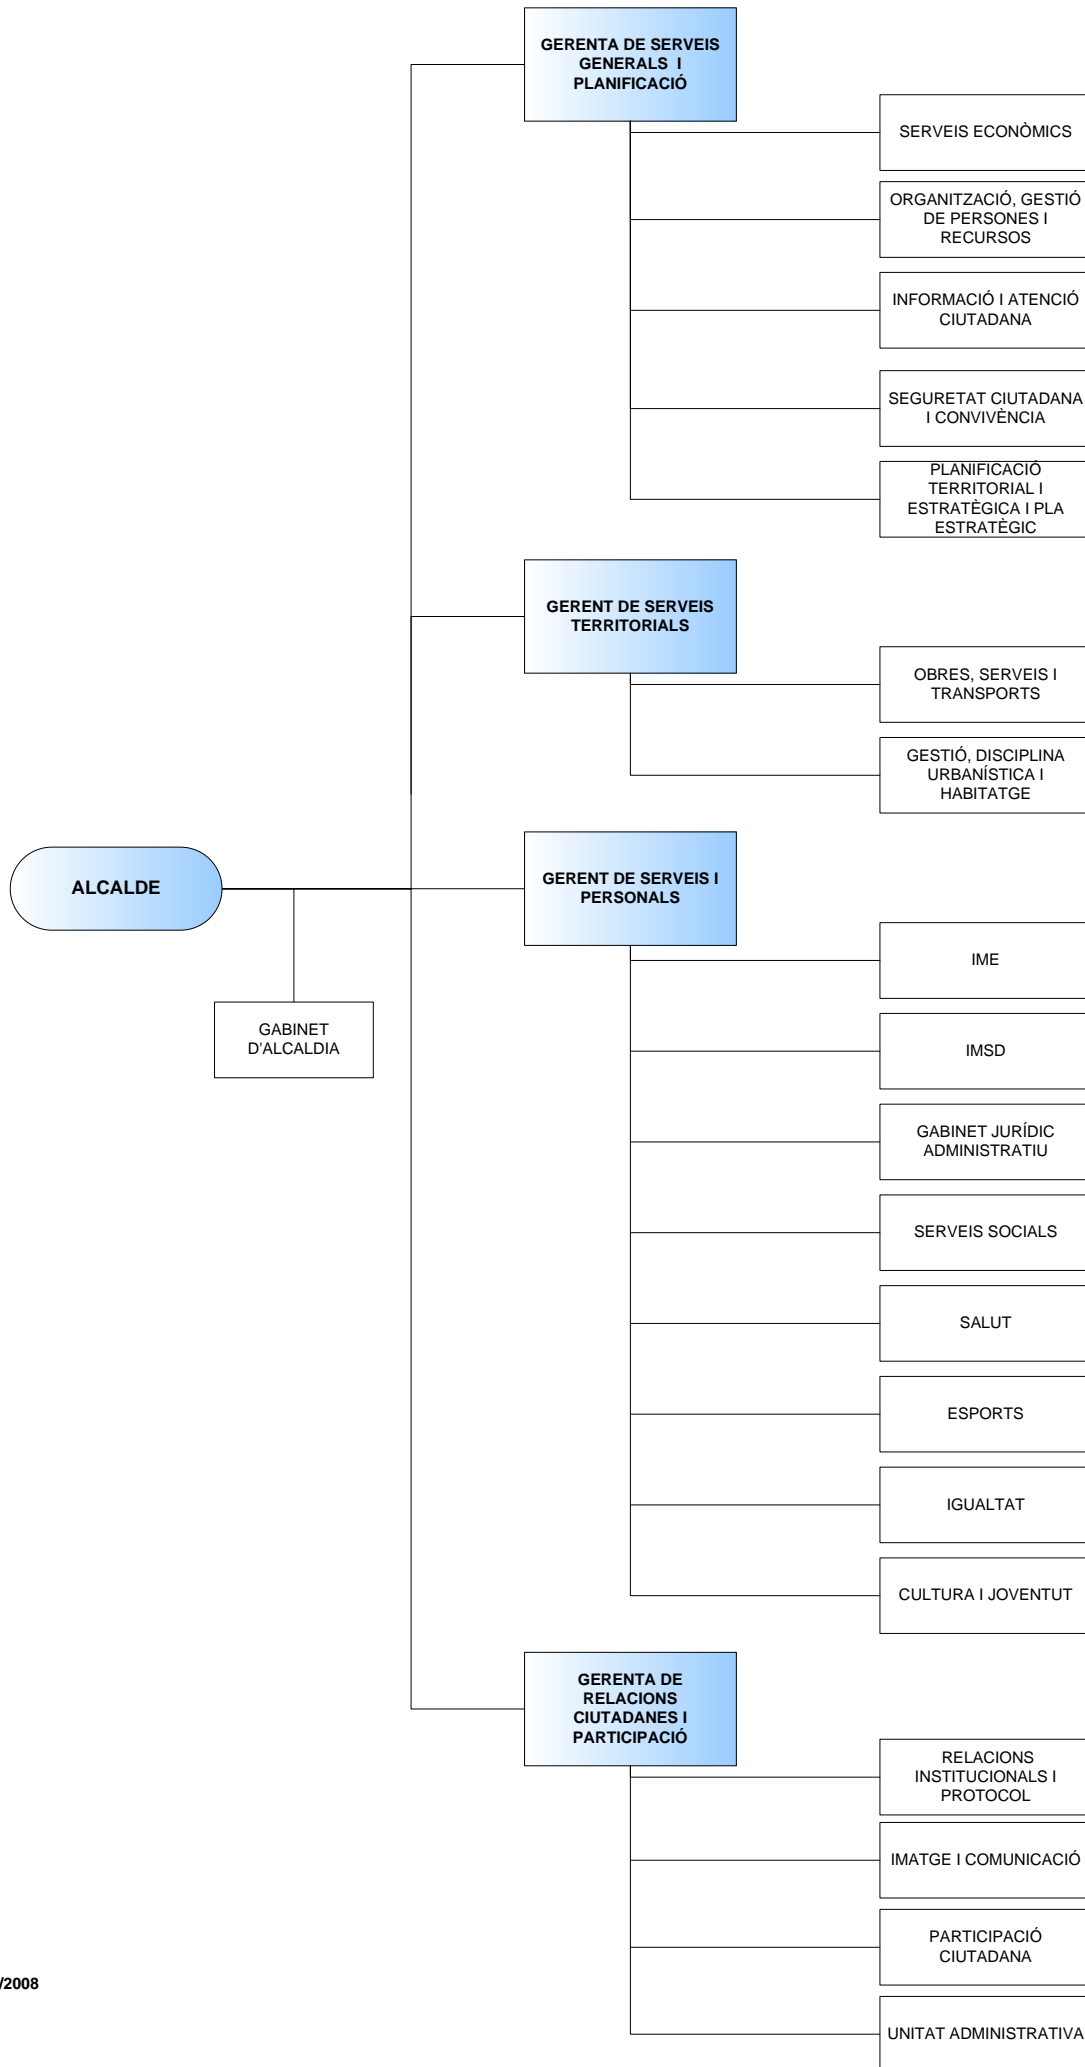 GERENTA DE SERVEIS
GENERALS I
PLANIFICACIÓ
SERVEIS ECONÒMICS
ORGANITZACIÓ, GESTIÓ
DE PERSONES I
RECURSOS
INFORMACIÓ I ATENCIÓ
CIUTADANA
SEGURETAT CIUTADANA
I CONVIVÈNCIA
PLANIFICACIÓ
TERRITORIAL I
ESTRATÈGICA I PLA
ESTRATÈGIC
GERENT DE SERVEIS
TERRITORIALS
OBRES, SERVEIS I
TRANSPORTS
GESTIÓ, DISCIPLINA
URBANÍSTICA I
HABITATGE
ALCALDE
GABINET
D'ALCALDIA
GERENT DE SERVEIS I
PERSONALS
IME
IMSD
GABINET JURÍDIC
ADMINISTRATIU
SERVEIS SOCIALS
SALUT
ESPORTS
IGUALTAT
CULTURA I JOVENTUT
GERENTA DE
RELACIONS
CIUTADANES I
PARTICIPACIÓ
RELACIONS
INSTITUCIONALS I
PROTOCOL
IMATGE I COMUNICACIÓ
PARTICIPACIÓ
CIUTADANA
UNITAT ADMINISTRATIVA
/2008